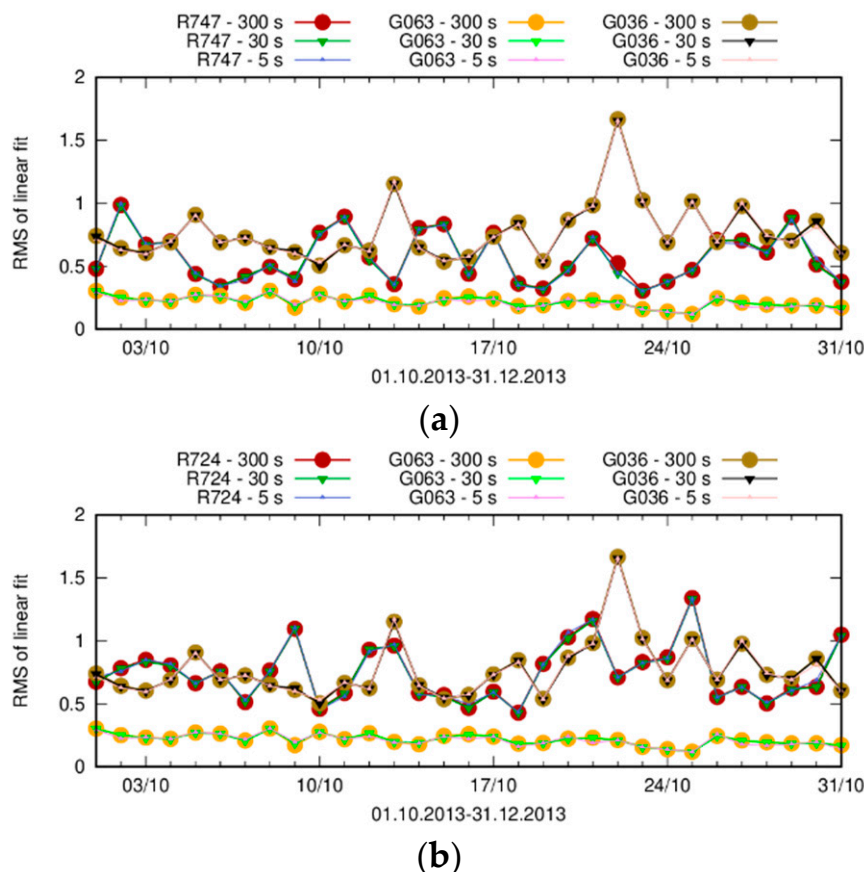 R747 - 300 s G063 - 300 s G036 - 300 s
R747 - 30 s G063 - 30 s G036 - 30 s
R747 - 5 s G063 - 5 s G036 - 5 s
2
1.5
1
0.5
0
RMS of linear fit
03/10 10/10 17/10 24/10 31/10
01.10.2013-31.12.2013
(a)
R724 - 300 s G063 - 300 s G036 - 300 s
R724 - 30 s G063 - 30 s G036 - 30 s
R724 - 5 s G063 - 5 s G036 - 5 s
2
1.5
1
0.5
0
RMS of linear fit
03/10 10/10 17/10 24/10 31/10
01.10.2013-31.12.2013
(b)